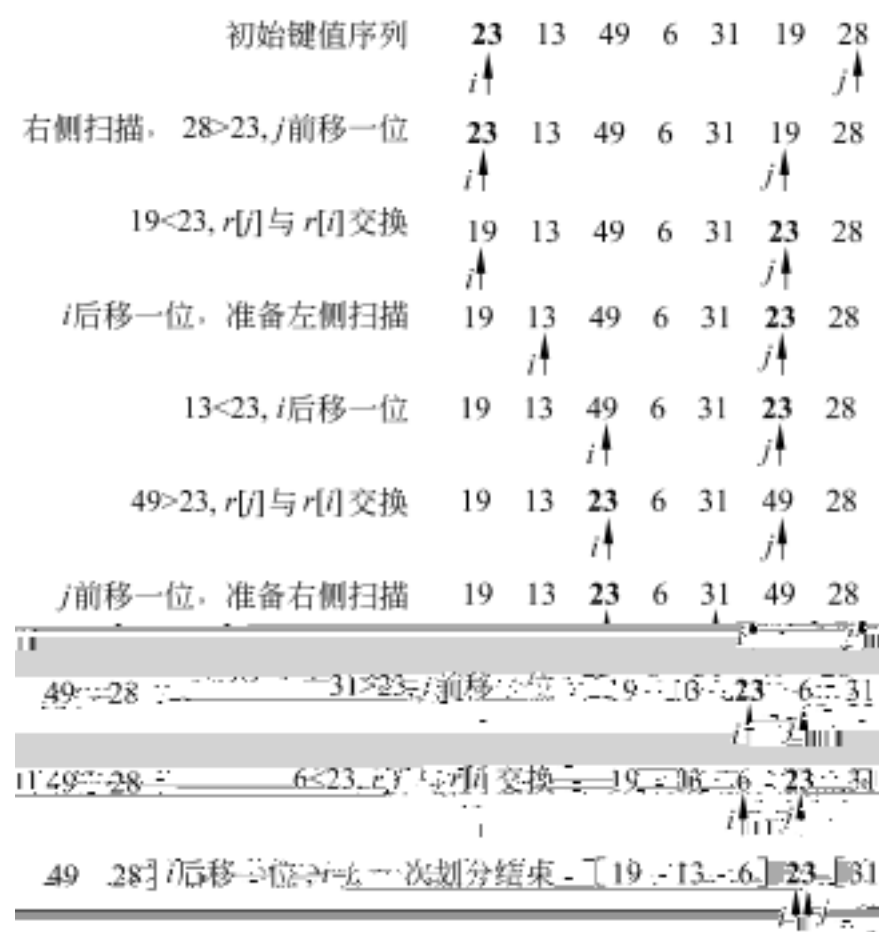 初始键值序列 23 13 49 6 31 19 28
i j
右侧扫描，28>23, j前移一位 23 13 49 6 31 19 28
i j
19<23, r[j]与 r[i]交换 19 13 49 6 31 23 28
i j
i后移一位，准备左侧扫描 19 13 49 6 31 23 28
i j
13<23, i后移一位 19 13 49 6 31 23 28
i j
49>23, r[j]与 r[i]交换 19 13 23 6 31 49 28
i j
j前移一位，准备右侧扫描 19 13 23 6 31 49 28
49 28 31>23, 前移 位 23 6 31
i
49 28 6<23, 交换 19 6 23 31
i
49 28] i后移 位, 一次划分结束 [19 13 6] 23 [31
i j